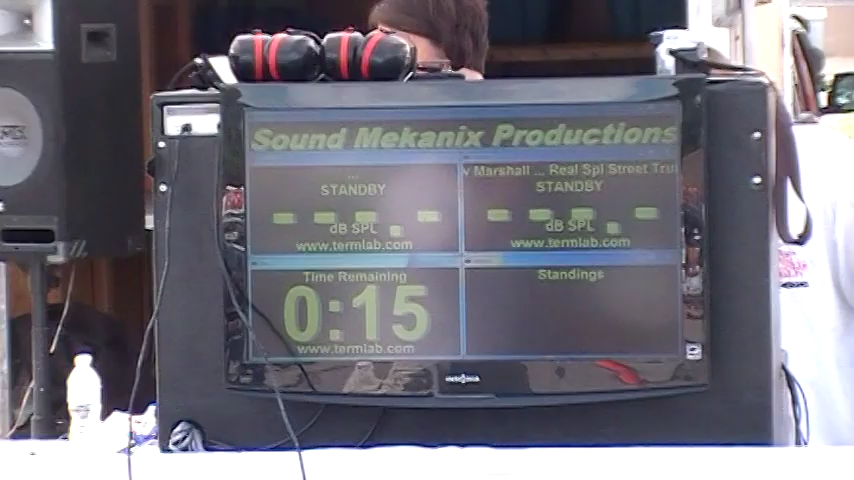 Sound Mekanix Productions
...
STANDBY
dB SPL
www.termlab.com
v Marshall ... Real Spl Street Tru
STANDBY
dB SPL
www.termlab.com
Time Remaining
0:15
www.termlab.com
Standings
INSIGNIA